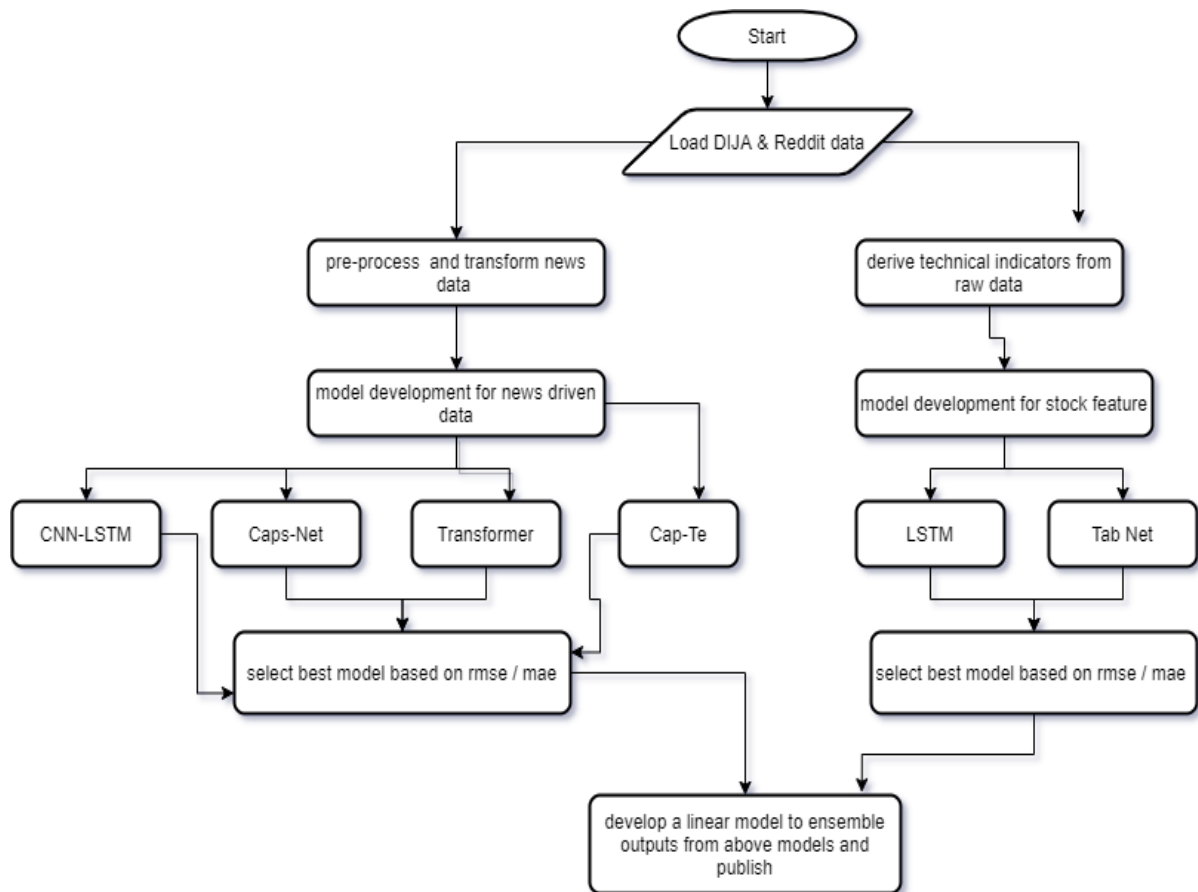 Start
Load DIJA & Reddit data
pre-process and transform news
data
derive technical indicators from
raw data
model development for news driven
data
model development for stock feature
CNN-LSTM
Caps-Net
Transformer
Cap-Te
LSTM
Tab Net
select best model based on rmse / mae
select best model based on rmse / mae
develop a linear model to ensemble
outputs from above models and
publish